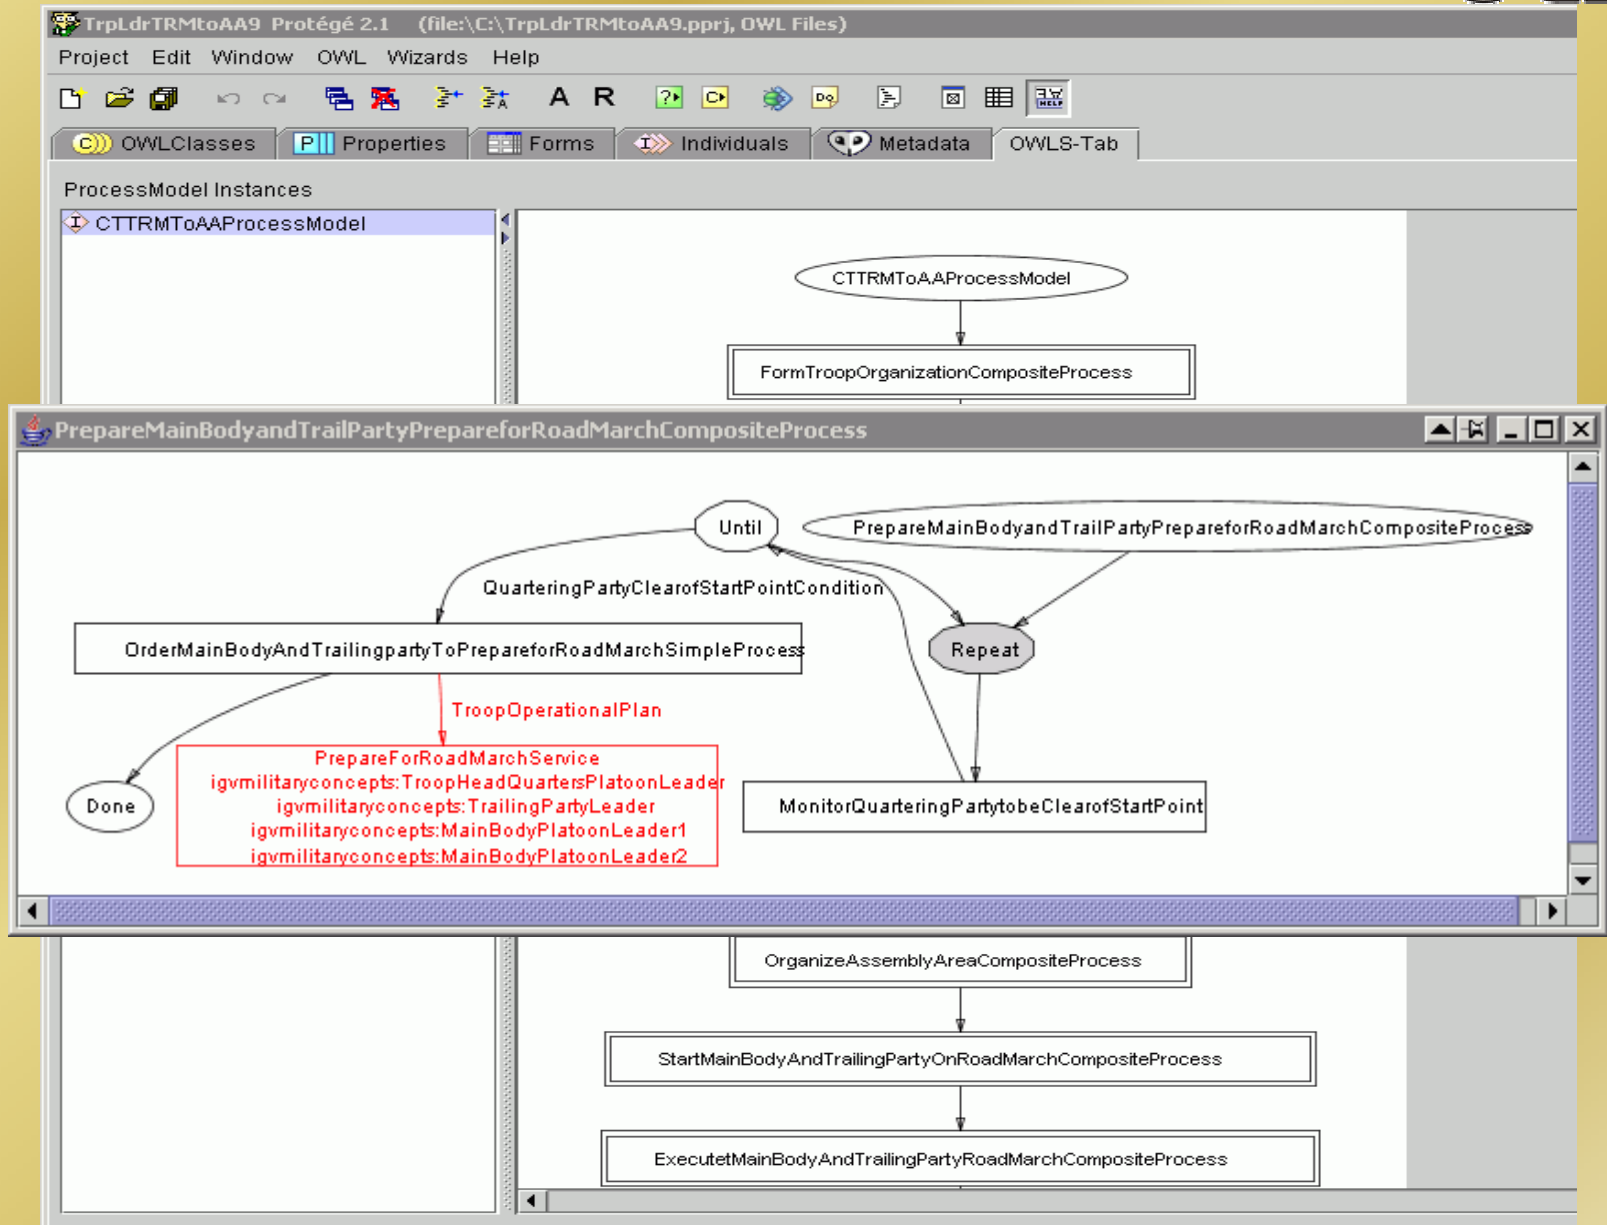 TrpLdrTRMtoAA9 Protégé 2.1 (file:\C:\TrpLdrTRMtoAA9.pprj, OWL Files)
Project Edit Window OWL Wizards Help
A R ? C DQ A HELP
C OWLClasses P Properties Forms I Individuals Metadata OWLS-Tab
ProcessModel Instances
I CTTRMToAAProcessModel
CTTRMToAAProcessModel
FormTroopOrganizationCompositeProcess
PrepareMainBodyandTrailPartyPrepareforRoadMarchCompositeProcess
Until
PrepareMainBodyandTrailPartyPrepareforRoadMarchCompositeProcess
QuarteringPartyClearofStartPointCondition
OrderMainBodyAndTrailingpartyToPrepareforRoadMarchSimpleProcess
Repeat
TroopOperationalPlan
PrepareForRoadMarchService
igvmilitaryconcepts:TroopHeadQuartersPlatoonLeader
igvmilitaryconcepts:TrailingPartyLeader
igvmilitaryconcepts:MainBodyPlatoonLeader1
igvmilitaryconcepts:MainBodyPlatoonLeader2
Done
MonitorQuarteringPartytobeClearofStartPoint
OrganizeAssemblyAreaCompositeProcess
StartMainBodyAndTrailingPartyOnRoadMarchCompositeProcess
ExecutetMainBodyAndTrailingPartyRoadMarchCompositeProcess